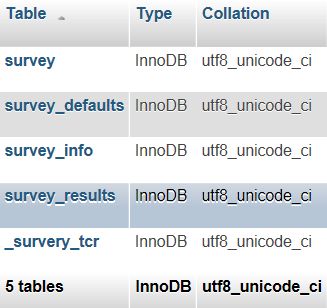 Table Type Collation
survey InnoDB utf8_unicode_ci
survey_defaults InnoDB utf8_unicode_ci
survey_info InnoDB utf8_unicode_ci
survey_results InnoDB utf8_unicode_ci
_survery_tcr InnoDB utf8_unicode_ci
5 tables InnoDB utf8_unicode_ci